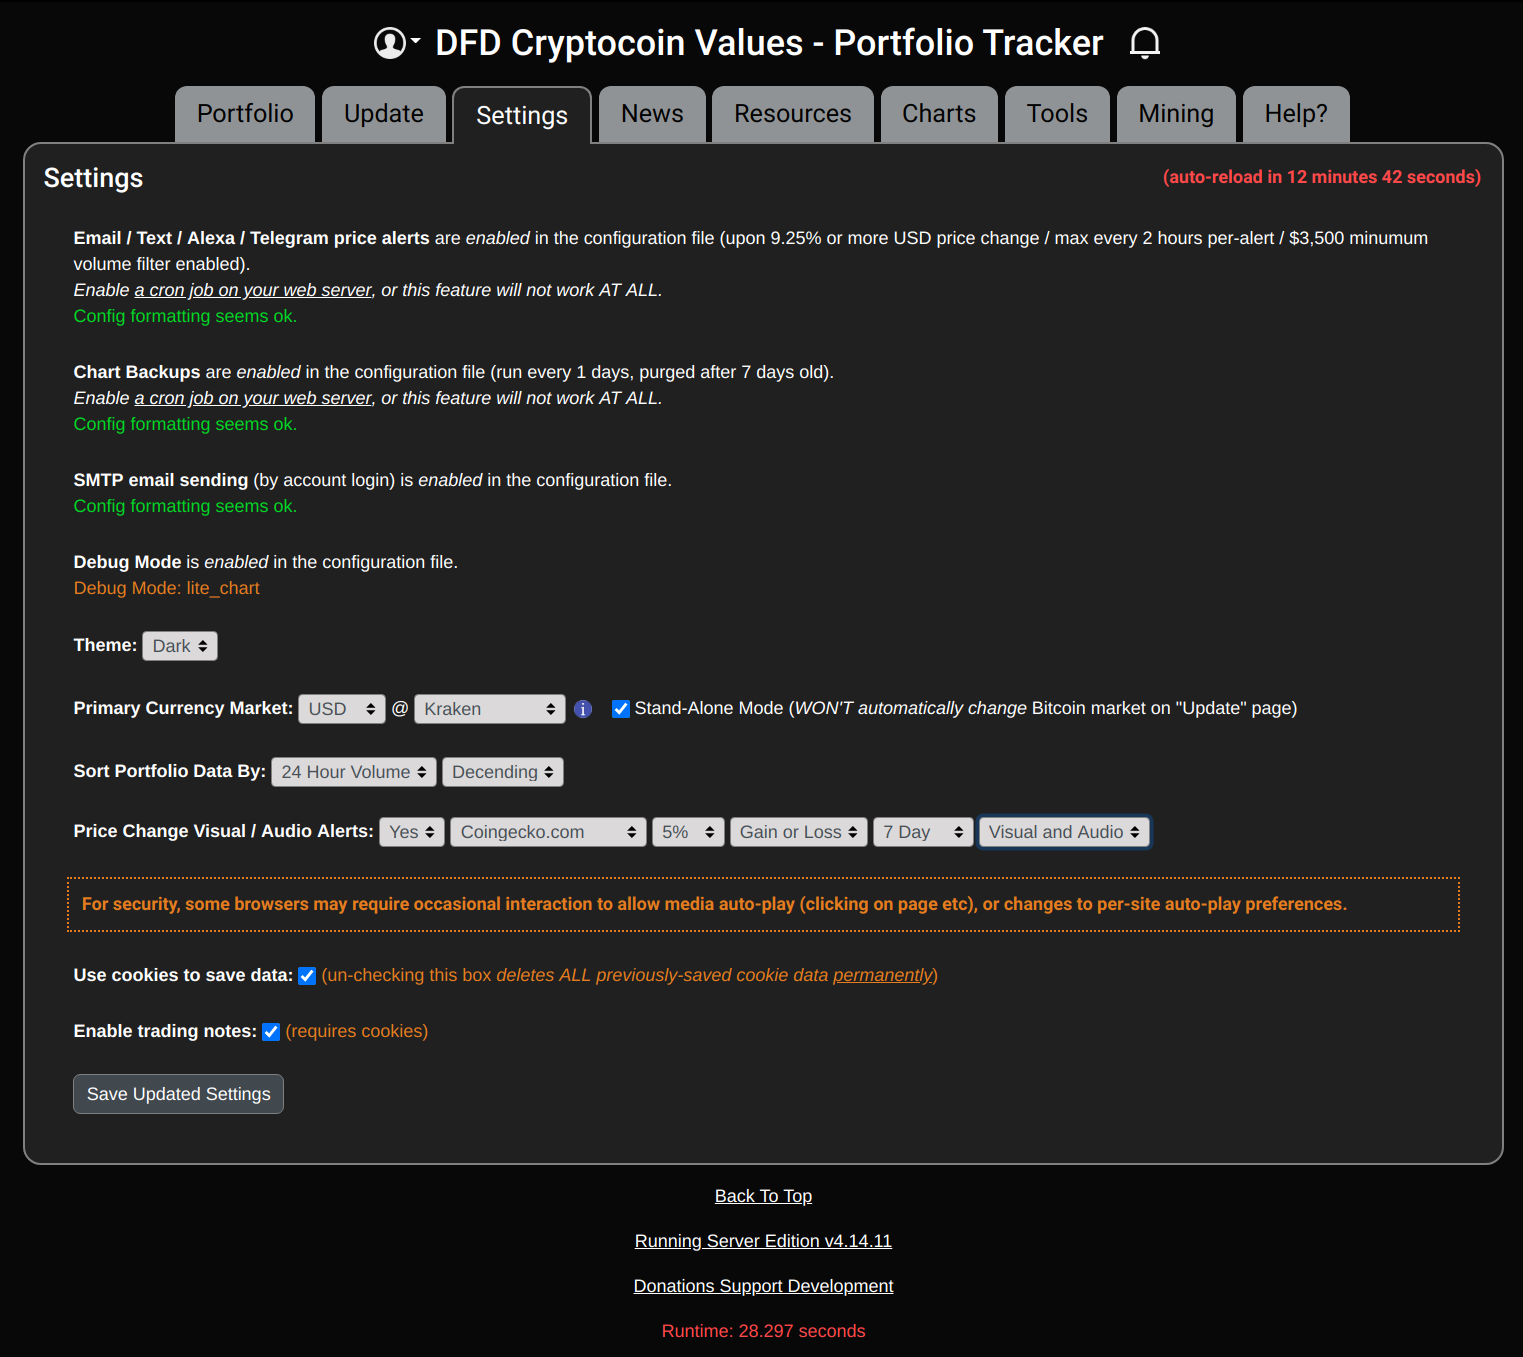 DFD Cryptocoin Values - Portfolio Tracker
Portfolio Update Settings News Resources Charts Tools Mining Help?
Settings (auto-reload in 12 minutes 42 seconds)
Email / Text / Alexa / Telegram price alerts are enabled in the configuration file (upon 9.25% or more USD price change / max every 2 hours per-alert / $3,500 minumum
volume filter enabled).
Enable a cron job on your web server, or this feature will not work AT ALL.
Config formatting seems ok.
Chart Backups are enabled in the configuration file (run every 1 days, purged after 7 days old).
Enable a cron job on your web server, or this feature will not work AT ALL.
Config formatting seems ok.
SMTP email sending (by account login) is enabled in the configuration file.
Config formatting seems ok.
Debug Mode is enabled in the configuration file.
Debug Mode: lite_chart
Theme: Dark
Primary Currency Market: USD @ Kraken i Stand-Alone Mode (WON'T automatically change Bitcoin market on "Update" page)
Sort Portfolio Data By: 24 Hour Volume Decending
Price Change Visual / Audio Alerts: Yes Coingecko.com 5% Gain or Loss 7 Day Visual and Audio
For security, some browsers may require occasional interaction to allow media auto-play (clicking on page etc), or changes to per-site auto-play preferences.
Use cookies to save data: (un-checking this box deletes ALL previously-saved cookie data permanently)
Enable trading notes: (requires cookies)
Save Updated Settings
Back To Top
Running Server Edition v4.14.11
Donations Support Development
Runtime: 28.297 seconds